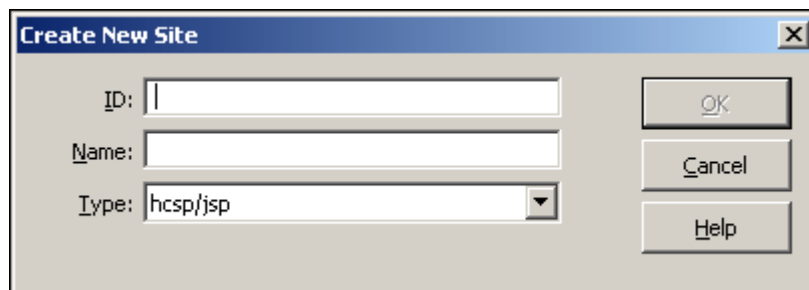 Create New Site
ID:
OK
Name:
Cancel
Type: hcsp/jsp
Help